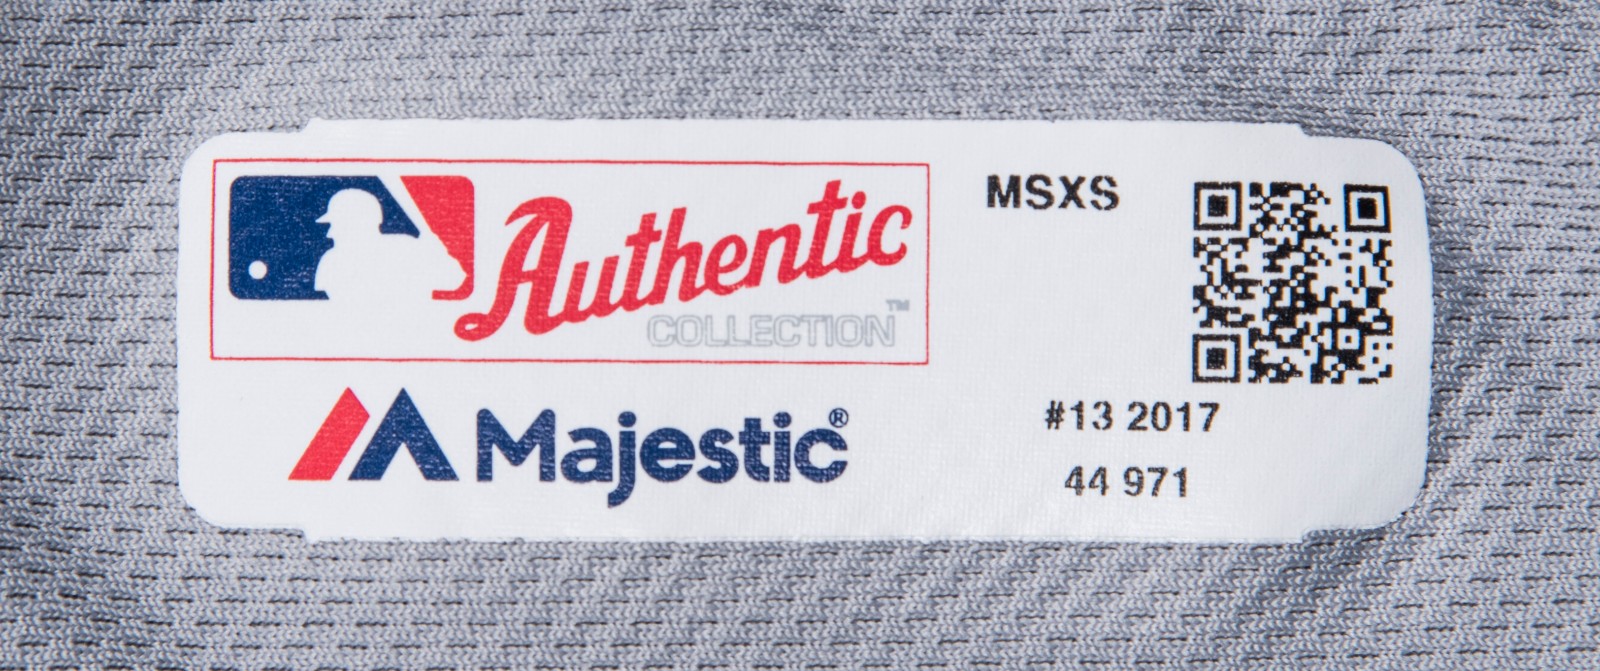 Authentic
COLLECTION™
Majestic®
MSXS
#13 2017
44 971